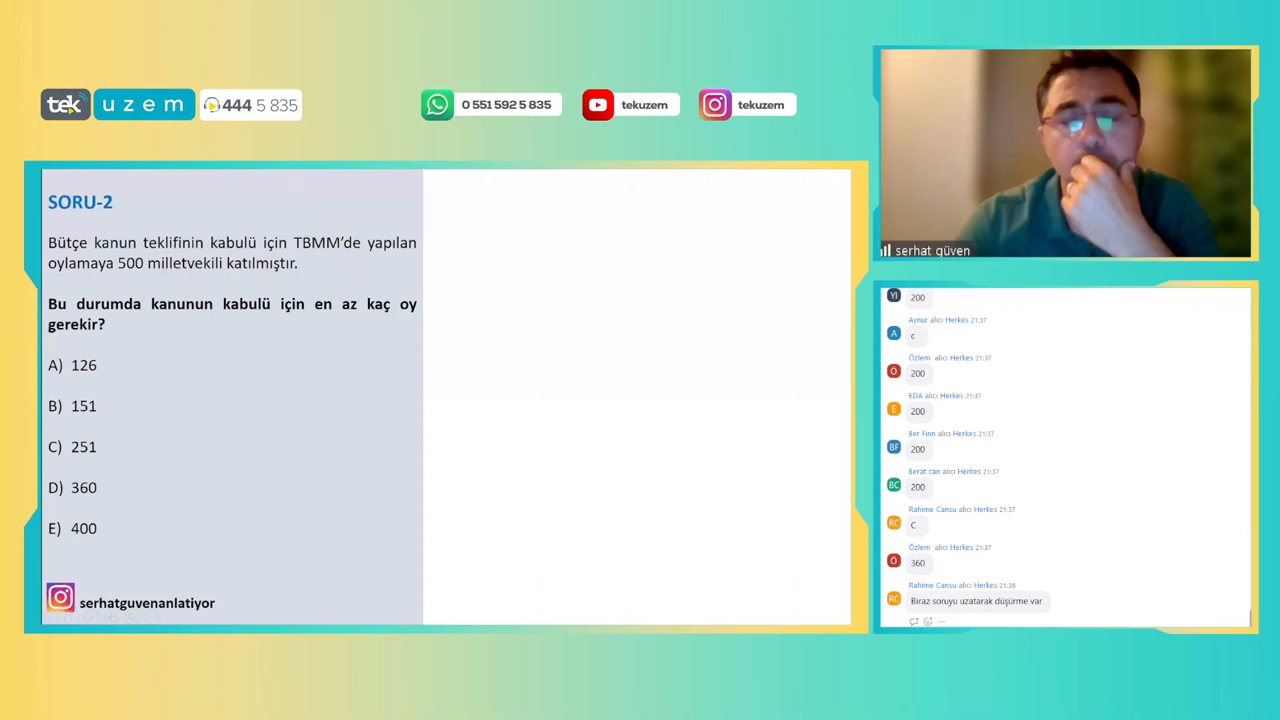 tek uzem 444 5 835
0 551 592 5 835
tekuzem
tekuzem
SORU-2
Bütçe kanun teklifinin kabulü için TBMM’de yapılan
oylamaya 500 milletvekili katılmıştır.
Bu durumda kanunun kabulü için en az kaç oy
gerekir?
A) 126
B) 151
C) 251
D) 360
E) 400
serhatguvenanlatiyor
serhat güven
YI 200
Aynur alıcı Herkes 21:37
A c
Özlem alıcı Herkes 21:37
Ö 200
EDA alıcı Herkes 21:37
E 200
Ber Finn alıcı Herkes 21:37
BF 200
Berat can alıcı Herkes 21:37
BC 200
Rahime Cansu alıcı Herkes 21:37
RC C
Özlem alıcı Herkes 21:37
Ö 360
Rahime Cansu alıcı Herkes 21:38
RC Biraz soruyu uzatarak düşürme var